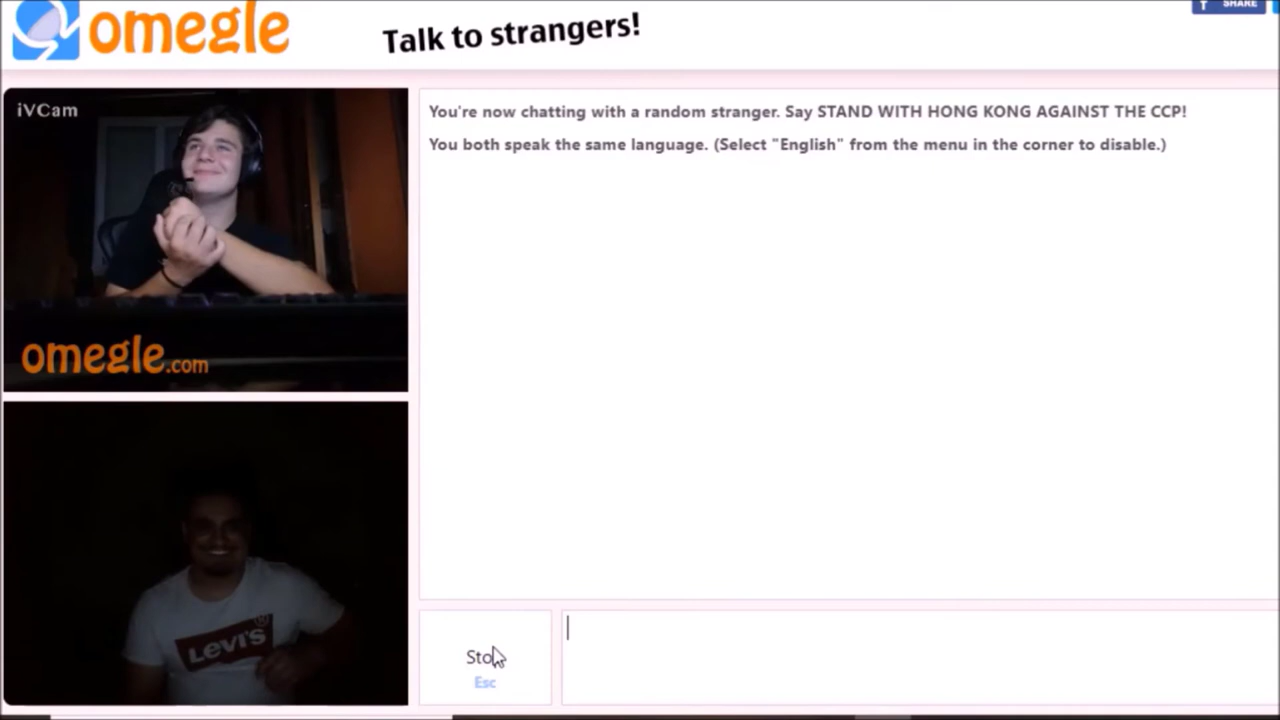 omegle
Talk to strangers!
SHARE
iVCam
You're now chatting with a random stranger. Say STAND WITH HONG KONG AGAINST THE CCP!
You both speak the same language. (Select "English" from the menu in the corner to disable.)
omegle.com
LEVI'S
Sto
Esc